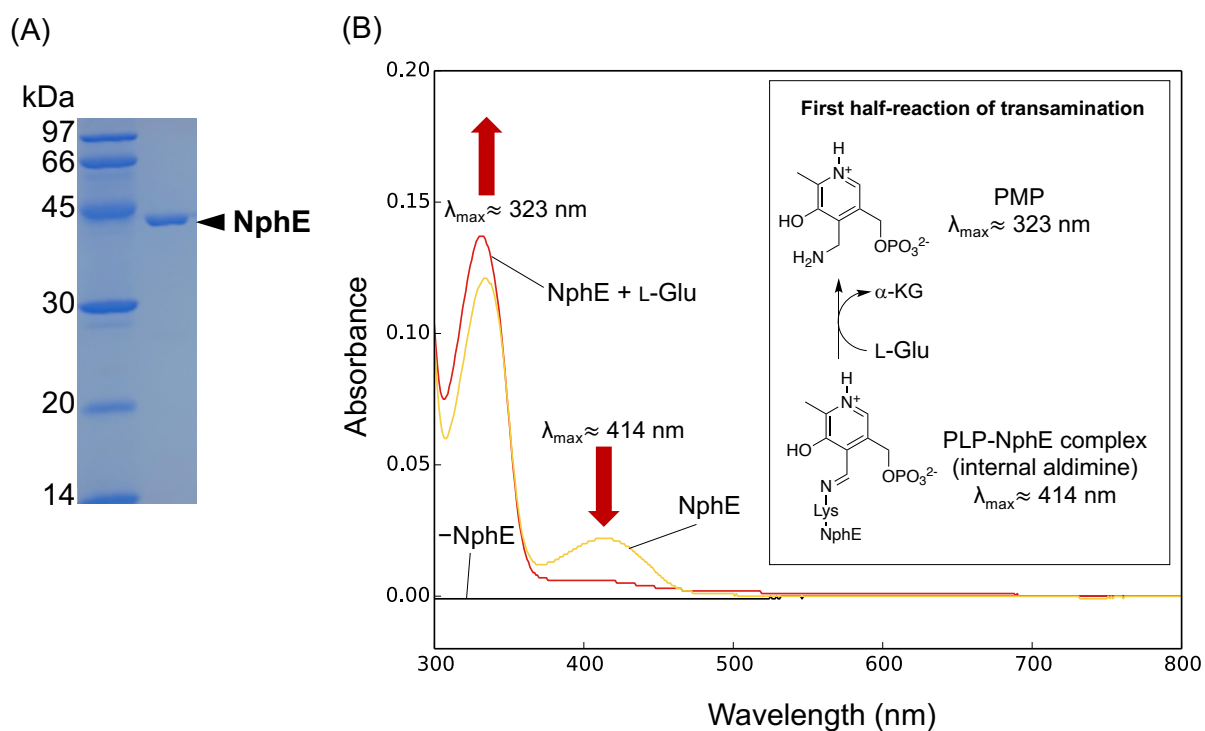 (A)
kDa
97
66
45
30
20
14
NphE
(B)
0.20
0.15
0.10
0.05
0.00
Absorbance
300
400
500
600
700
800
Wavelength (nm)
λmax≈ 323 nm
NphE + L-Glu
λmax≈ 414 nm
NphE
−NphE
First half-reaction of transamination
H
N+
HO
OPO₃²⁻
H₂N
PMP
λmax≈ 323 nm
α-KG
L-Glu
H
N+
HO
OPO₃²⁻
N
Lys
NphE
PLP-NphE complex
(internal aldimine)
λmax≈ 414 nm